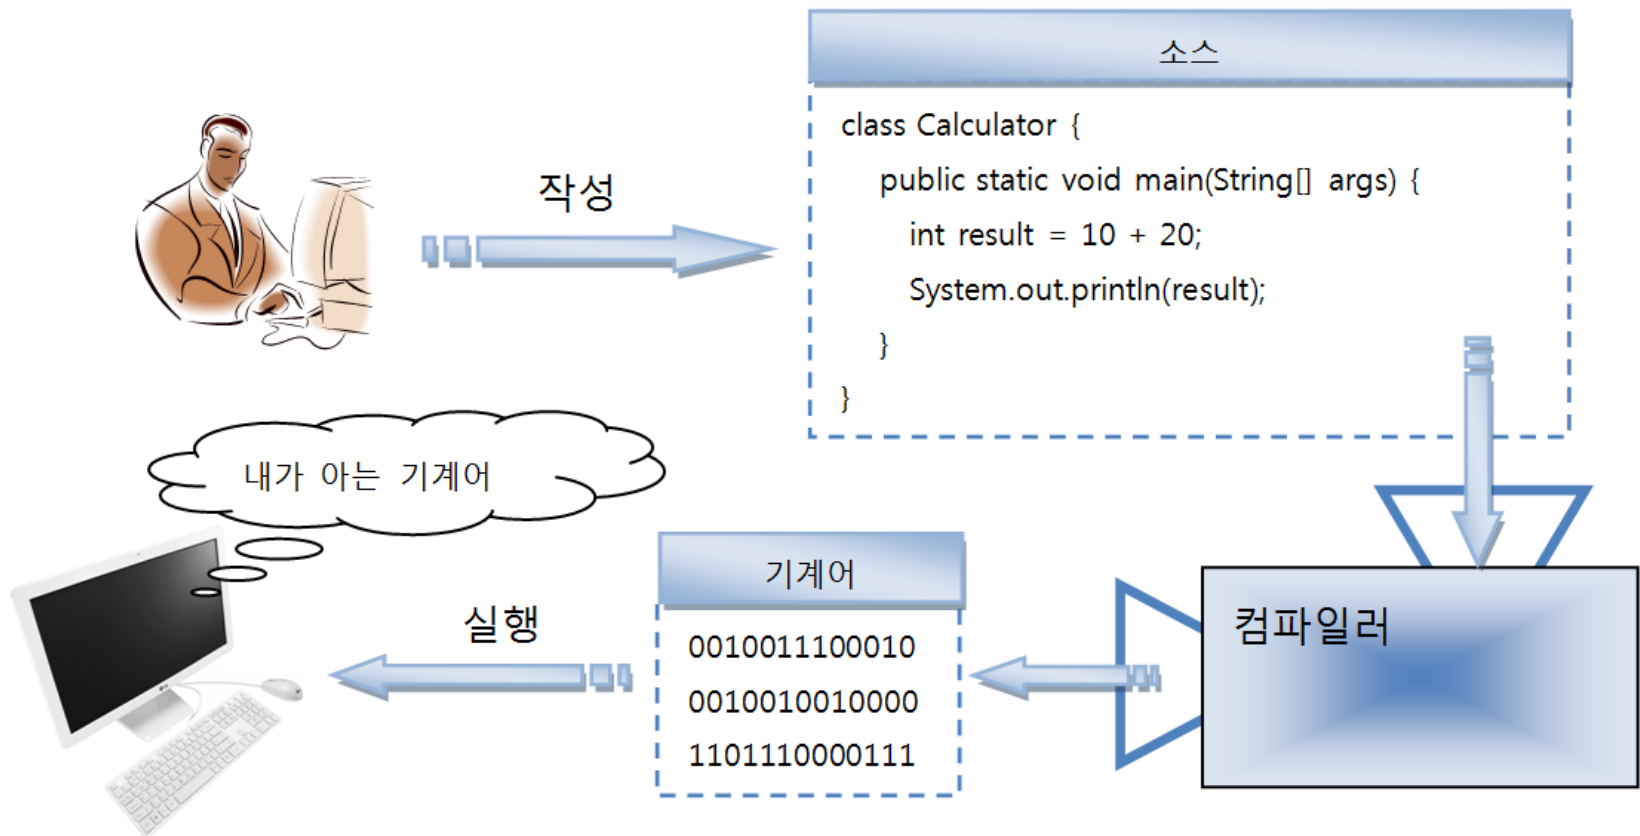 소스
class Calculator {
public static void main(String[] args) {
int result = 10 + 20;
System.out.println(result);
}
}
작성
내가 아는 기계어
컴파일러
기계어
0010011100010
0010010010000
1101110000111
실행